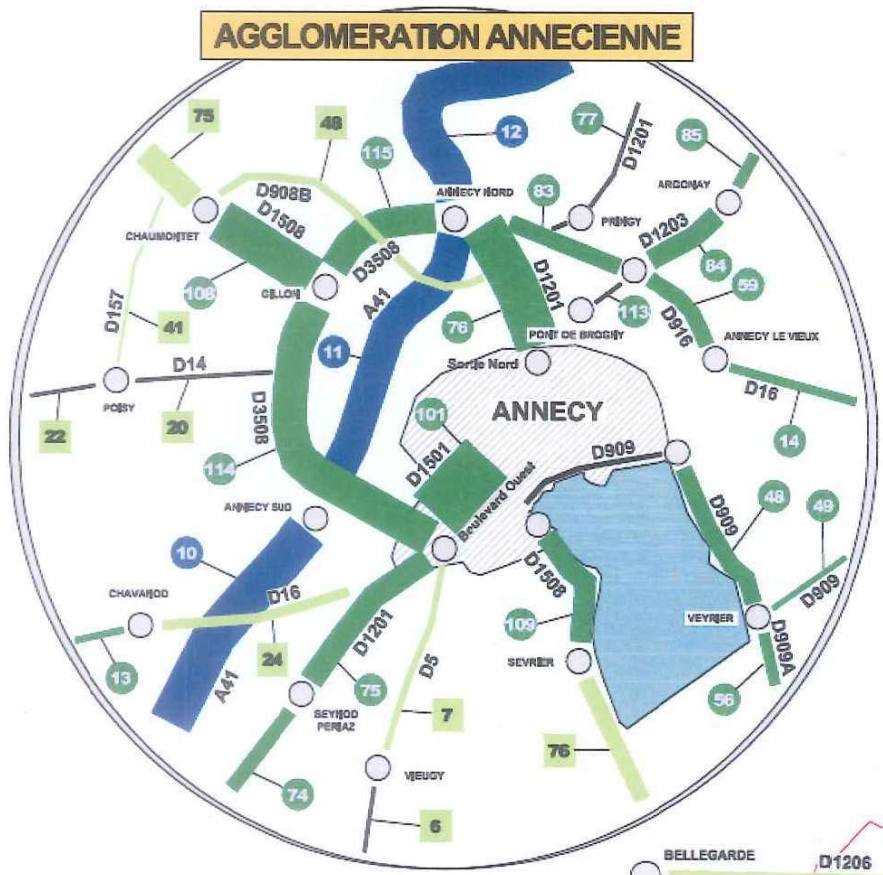 AGGLOMERATION ANNECIENNE
75
48
12
77
D1201
85
115
ANNECY NORD
83
ARGONAY
D908B
D1508
CHAUMONTET
D3508
PRINGY
D1203
84
59
108
GILLON
A41
D1201
76
113
D916
PONT DE BROGNY
ANNECY LE VIEUX
D157
41
11
Sortie Nord
D14
POISY
22
20
D3508
ANNECY
D16
14
101
D1501
D909
114
Boulevard Ouest
ANNECY SUD
D909
48
49
10
D1508
D909
CHAVANOD
D16
109
VEYRIER
D909A
13
24
D1201
SEVRIER
56
A41
75
D5
SEYNOD
PERIAZ
7
76
74
VIEUGY
6
BELLEGARDE
D1206